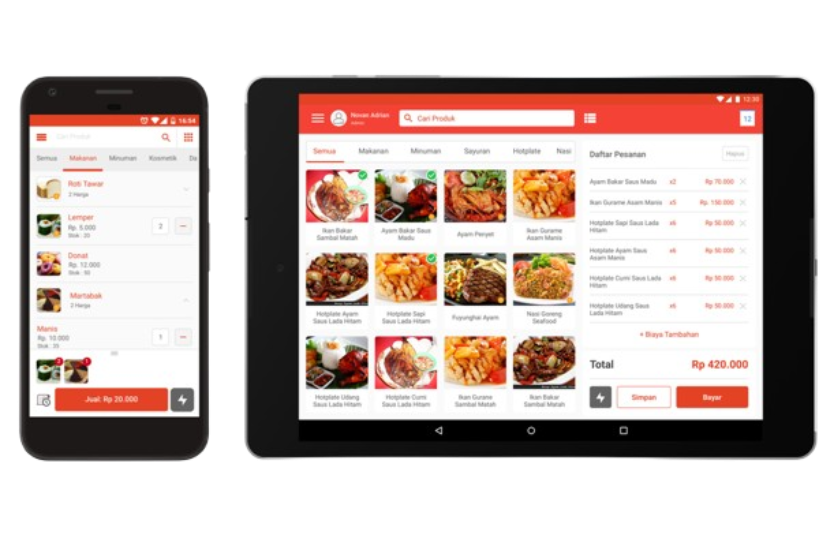 16:54
Cari Produk
Semua
Makanan
Minuman
Kosmetik
Da
Roti Tawar
2 Harga
Lemper
Rp. 5.000
Stok : 20
2
Donat
Rp. 12.000
Stok : 50
Martabak
2 Harga
Manis
Rp. 10.000
Stok : 35
1
2
1
Jual: Rp 20.000
12:30
Novan Adrian
Admin
Cari Produk
12
Semua
Makanan
Minuman
Sayuran
Hotplate
Nasi
Ikan Bakar
Sambal Matah
Ayam Bakar Saus
Madu
Ayam Penyet
Ikan Gurame
Asam Manis
Hotplate Ayam
Saus Lada Hitam
Hotplate Sapi
Saus Lada Hitam
Fuyunghai Ayam
Nasi Goreng
Seafood
Hotplate Udang
Saus Lada Hitam
Hotplate Cumi
Saus Lada Hitam
Ikan Gurame
Sambal Matah
Ikan Bakar
Sambal Matah
Daftar Pesanan
Hapus
Ayam Bakar Saus Madu x2 Rp 70.000
Ikan Gurame Asam Manis x5 Rp. 150.000
Hotplate Sapi Saus Lada
Hitam x6 Rp 50.000
Hotplate Ayam Saus
Asam Manis x6 Rp 50.000
Hotplate Cumi Saus Lada
Hitam x6 Rp 50.000
Hotplate Udang Saus
Lada Hitam x6 Rp 50.000
+ Biaya Tambahan
Total Rp 420.000
Simpan
Bayar